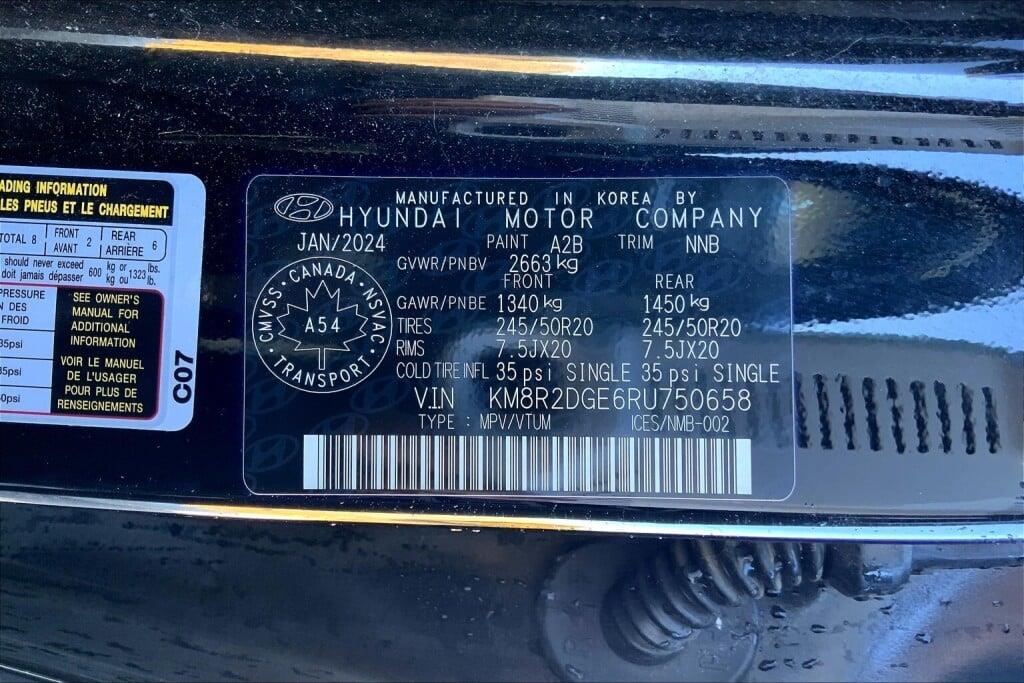 ADING INFORMATION
LES PNEUS ET LE CHARGEMENT
TOTAL 8 FRONT AVANT 2 REAR ARRIÈRE 6
should never exceed 600 kg or 1323 lbs.
doit jamais dépasser kg ou lb.
PRESSURE
N DES
FROID
35psi
35psi
0psi
SEE OWNER'S
MANUAL FOR
ADDITIONAL
INFORMATION
VOIR LE MANUEL
DE L'USAGER
POUR PLUS DE
RENSEIGNEMENTS
C07
MANUFACTURED IN KOREA BY
HYUNDAI MOTOR COMPANY
JAN/2024 PAINT A2B TRIM NNB
GVWR/PNBV 2663 kg
FRONT REAR
GAWR/PNBE 1340 kg 1450 kg
TIRES 245/50R20 245/50R20
RIMS 7.5JX20 7.5JX20
COLD TIRE INFL 35 psi SINGLE 35 psi SINGLE
V.I.N KM8R2DGE6RU750658
TYPE : MPV/VTUM ICES/NMB-002
CANADA
CMVSS · NSVAC
A54
TRANSPORT